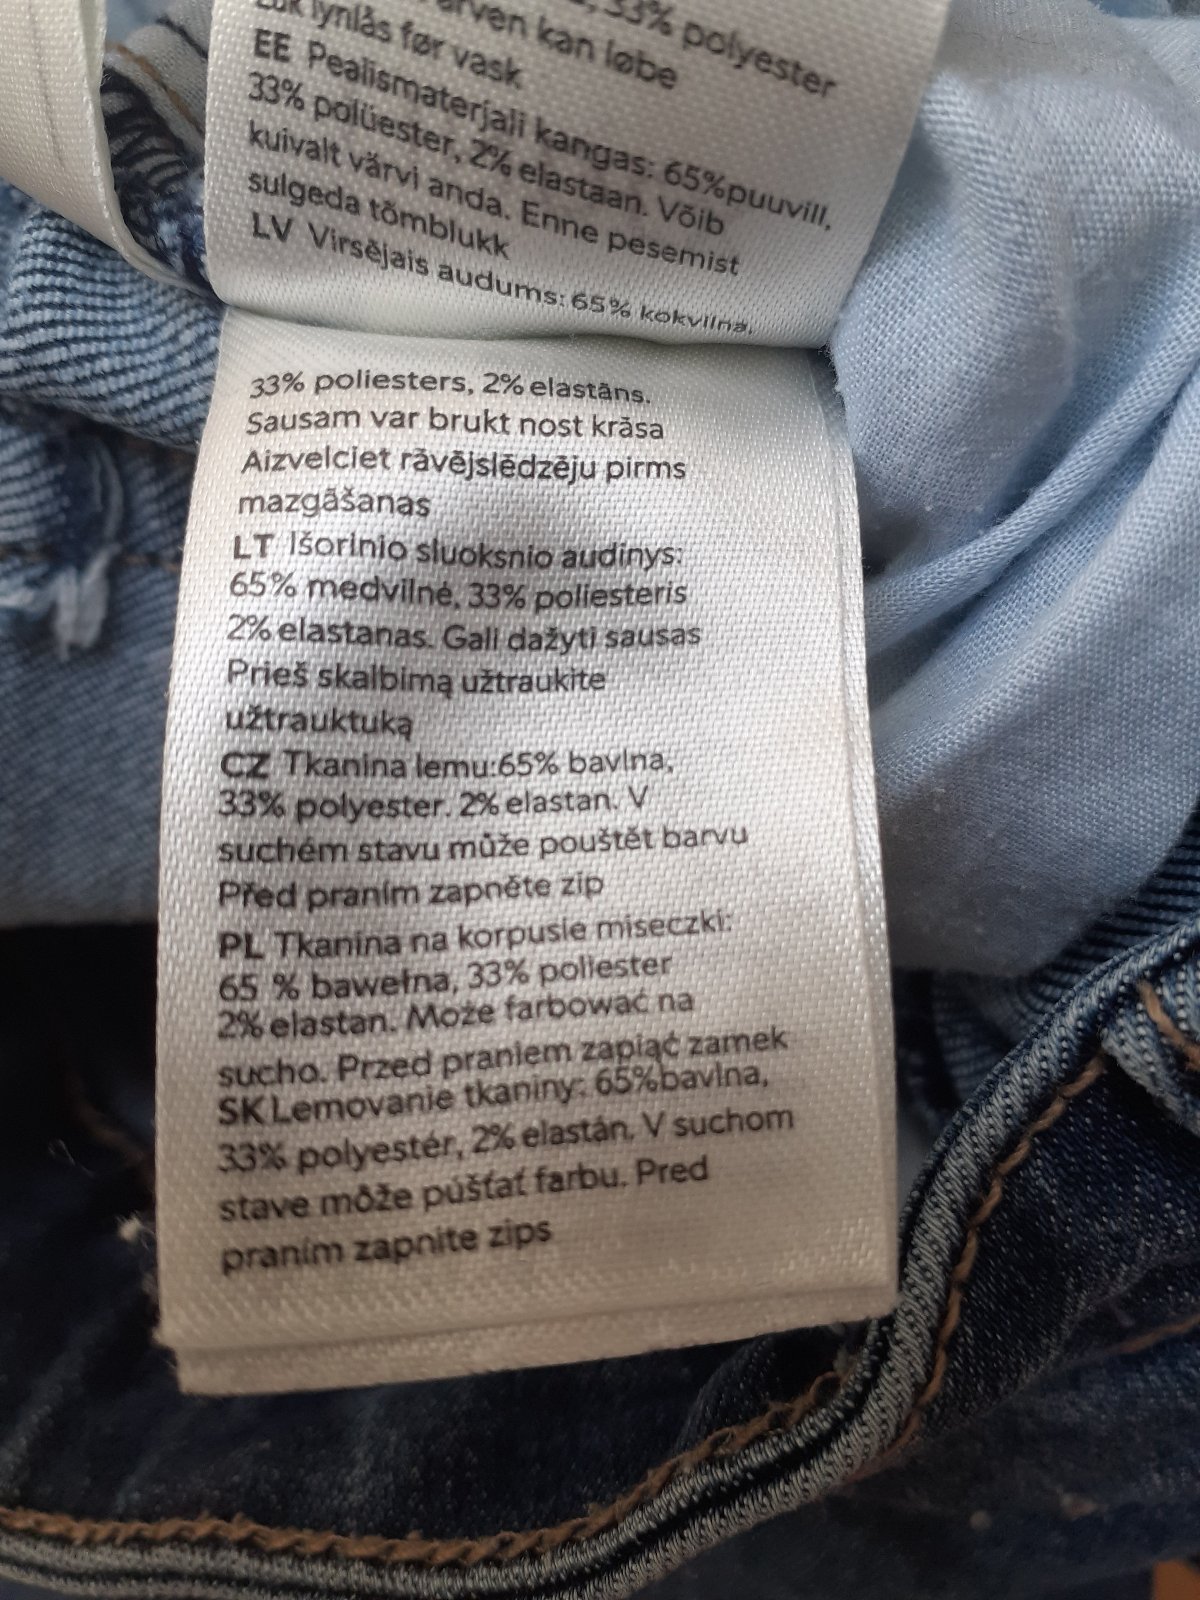 33% polyester
arven kan løbe
lynlås før vask
EE Pealismaterjali kangas: 65%puuvill,
33% polüester, 2% elastaan. Võib
kuivalt värvi anda. Enne pesemist
sulgeda tõmblukk
LV Virsējais audums: 65% kokvilna,
33% poliesters, 2% elastāns.
Sausam var brukt nost krāsa
Aizvelciet rāvējslēdzēju pirms
mazgāšanas
LT Išorinio sluoksnio audinys:
65% medvilnė, 33% poliesteris
2% elastanas. Gali dažyti sausas
Prieš skalbimą užtraukite
užtrauktuką
CZ Tkanina lemu:65% bavlna,
33% polyester. 2% elastan. V
suchém stavu může pouštět barvu
Před praním zapněte zip
PL Tkanina na korpusie miseczki:
65 % bawełna, 33% poliester
2% elastan. Może farbować na
sucho. Przed praniem zapiąć zamek
SK Lemovanie tkaniny: 65%bavlna,
33% polyestér, 2% elastán. V suchom
stave môže púšťať farbu. Pred
praním zapnite zips